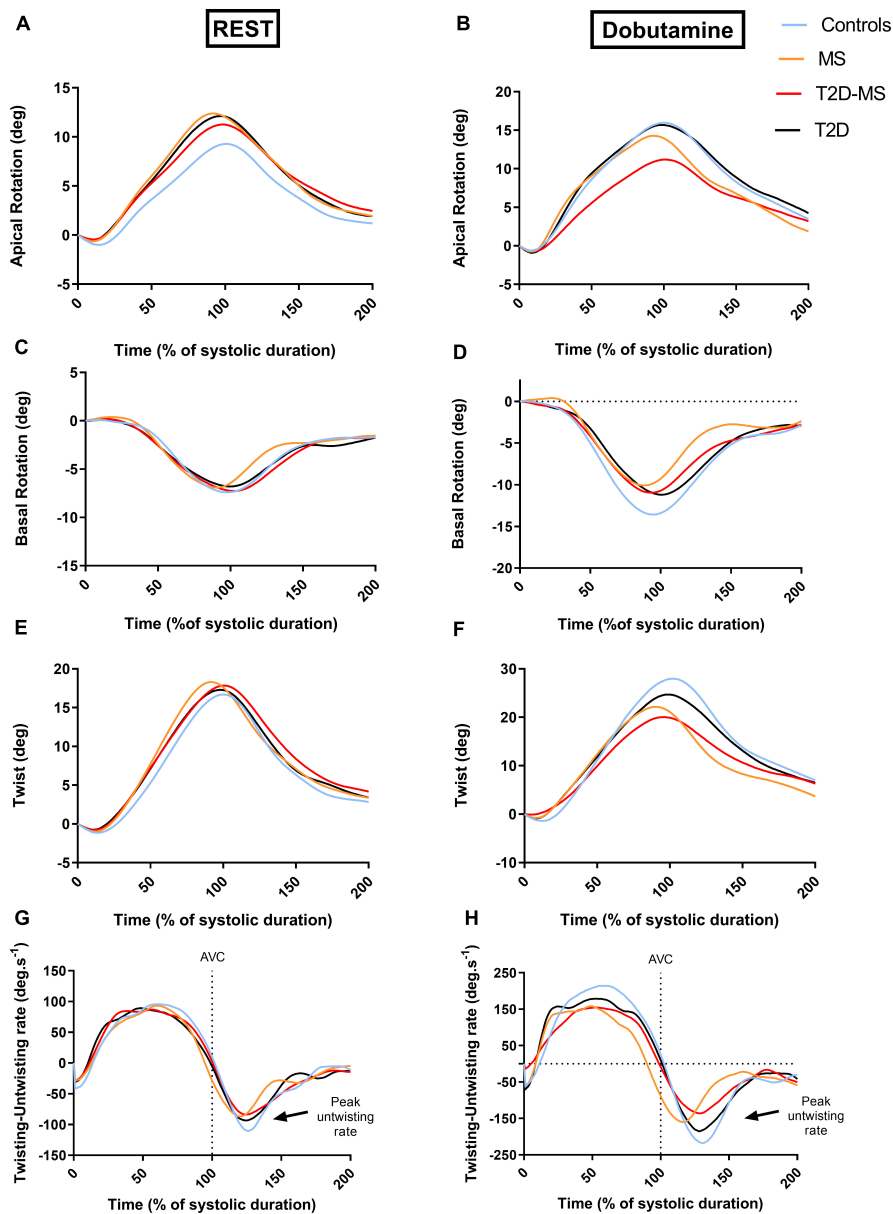 A
REST
B
Dobutamine
Controls
MS
T2D-MS
T2D
Apical Rotation (deg)
15
10
5
0
-5
0
50
100
150
200
Time (% of systolic duration)
Apical Rotation (deg)
20
15
10
5
0
-5
0
50
100
150
200
Time (% of systolic duration)
C
Basal Rotation (deg)
5
0
-5
-10
-15
0
50
100
150
200
Time (%of systolic duration)
D
Basal Rotation (deg)
0
-5
-10
-15
-20
0
50
100
150
200
Time (%of systolic duration)
E
Twist (deg)
20
15
10
5
0
-5
0
50
100
150
200
Time (% of systolic duration)
F
Twist (deg)
30
20
10
0
-10
0
50
100
150
200
Time (% of systolic duration)
G
AVC
Twisting-Untwisting rate (deg.s⁻¹)
150
100
50
0
-50
-100
-150
Peak
untwisting
rate
0
50
100
150
200
Time (% of systolic duration)
H
AVC
Twisting-Untwisting rate (deg.s⁻¹)
250
150
50
-50
-150
-250
Peak
untwisting
rate
0
50
100
150
200
Time (% of systolic duration)